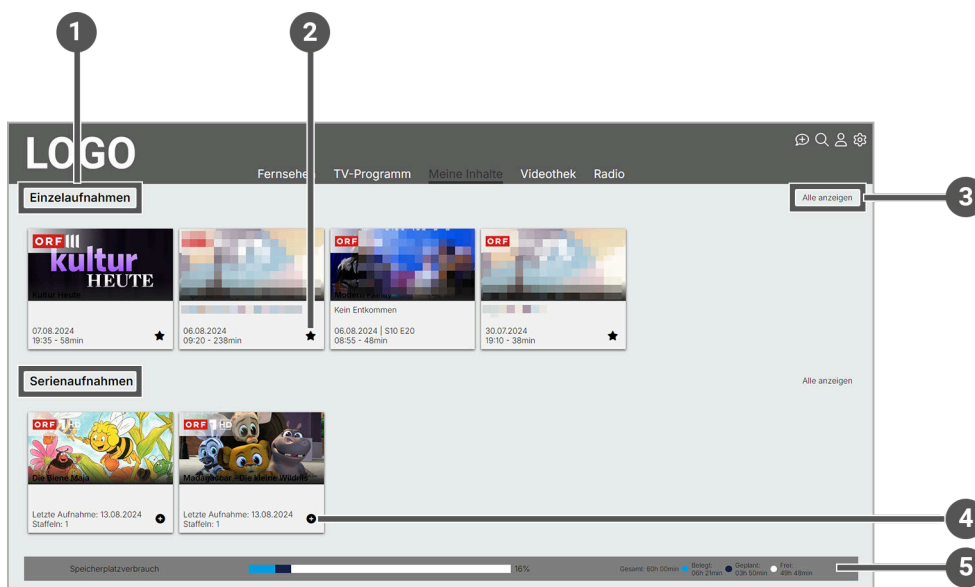 1
2
LOGO
Fernsehen TV-Programm Meine Inhalte Videothek Radio
Einzelaufnahmen
Alle anzeigen
3
ORF III
kultur
HEUTE
Kultur Heute
07.08.2024
19:35 - 58min
06.08.2024
09:20 - 238min
ORF
Modern
Kein Entkommen
06.08.2024 | S10 E20
08:55 - 48min
ORF
30.07.2024
19:10 - 38min
Serienaufnahmen
Alle anzeigen
ORF 1 HD
Die Biene Maja
Letzte Aufnahme: 13.08.2024
Staffeln: 1
ORF 1 HD
Madagascar - Die kleine Wildnis
Letzte Aufnahme: 13.08.2024
Staffeln: 1
4
Speicherplatzverbrauch
16%
Gesamt: 60h 00min
Belegt:
06h 21min
Geplant:
03h 50min
Frei:
49h 48min
5